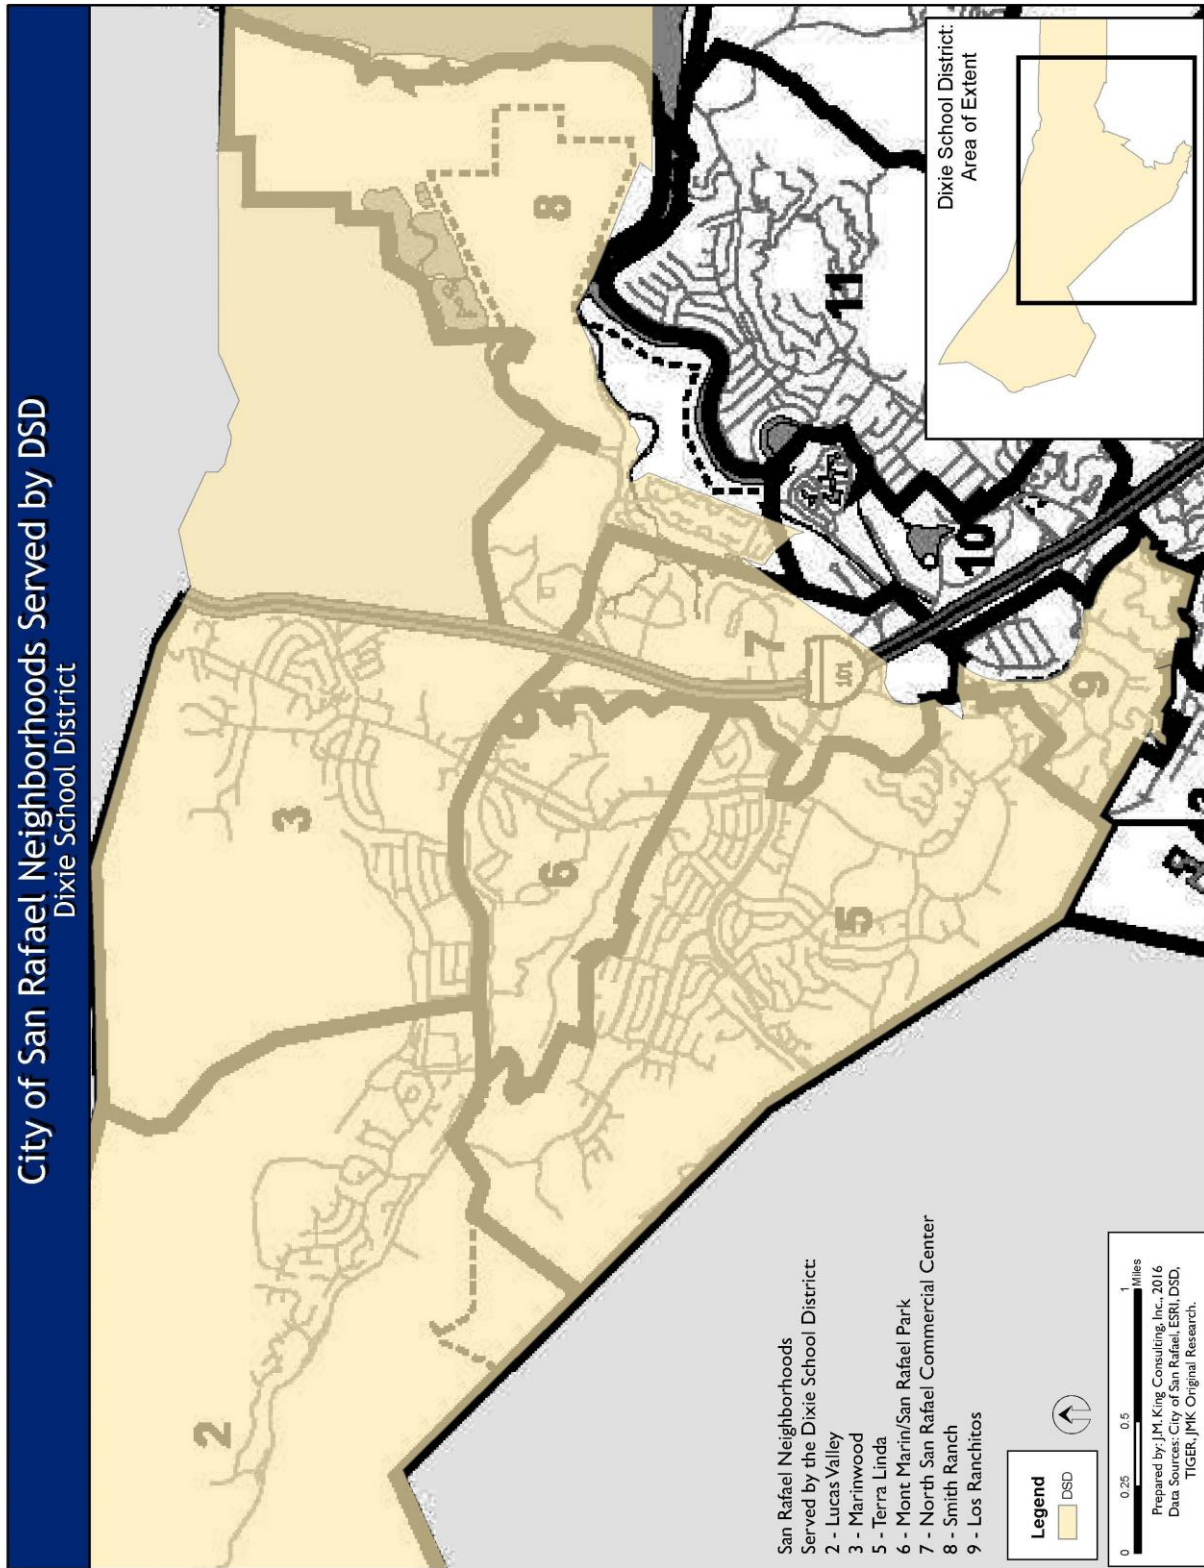 City of San Rafael Neighborhoods Served by DSD
Dixie School District
2
3
5
6
7
8
9
10
11
101
Dixie School District:
Area of Extent
San Rafael Neighborhoods
Served by the Dixie School District:
2 - Lucas Valley
3 - Marinwood
5 - Terra Linda
6 - Mont Marin/San Rafael Park
7 - North San Rafael Commercial Center
8 - Smith Ranch
9 - Los Ranchitos
Legend
DSD
0 0.25 0.5 1
Miles
Prepared by: J.M. King Consulting, Inc., 2016
Data Sources: City of San Rafael, ESRI, DSD,
TIGER, JMK Original Research.